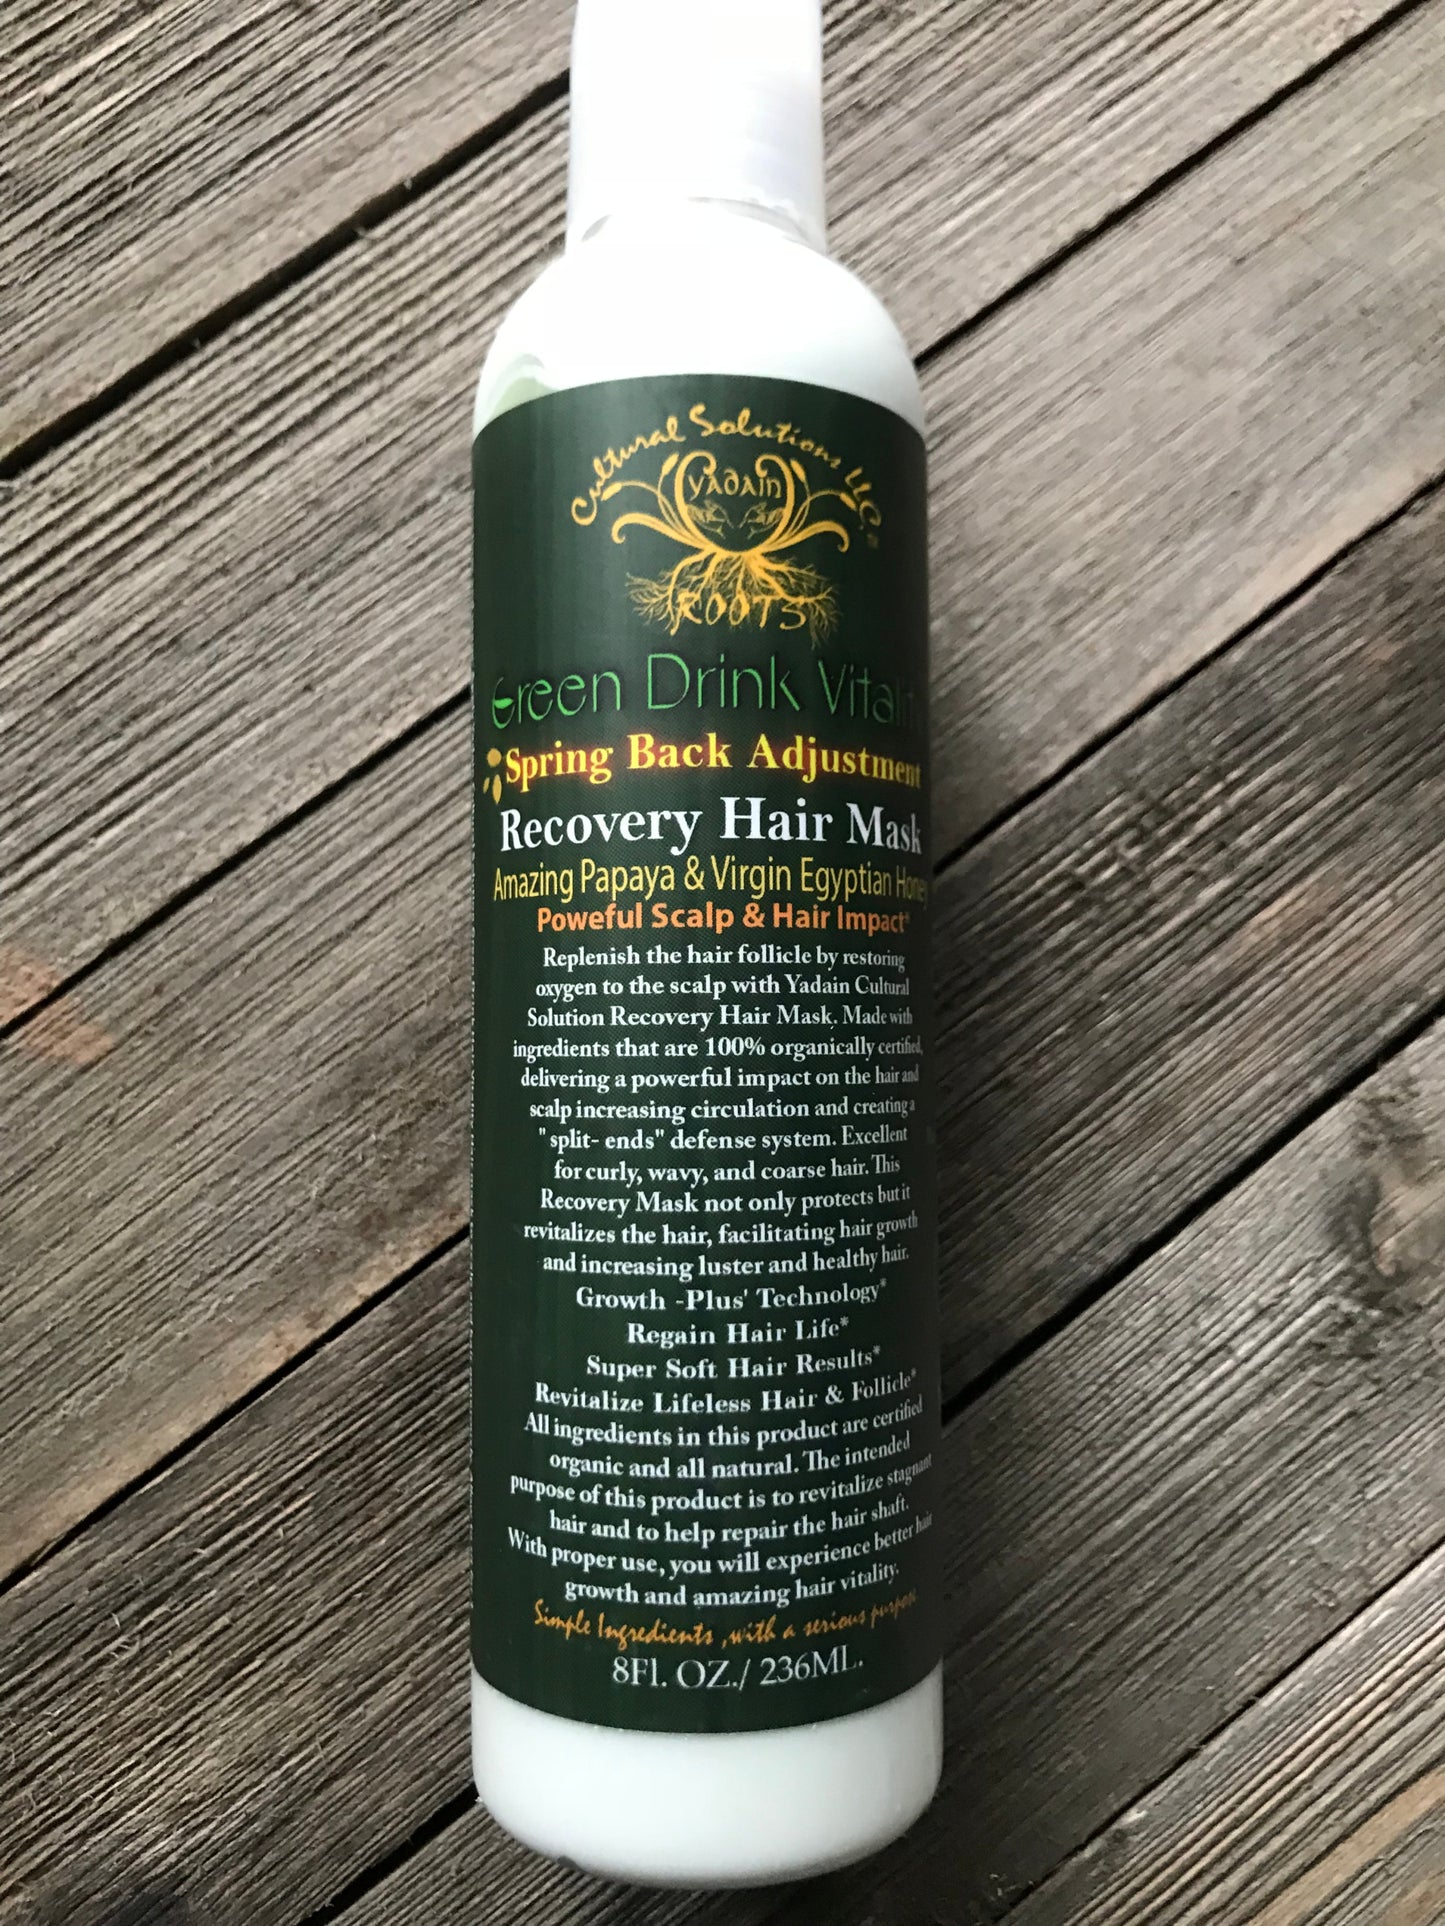 Cultural Solutions LLC.
Yadain
ROOTS
Green Drink Vitality
Spring Back Adjustment
Recovery Hair Mask
Amazing Papaya & Virgin Egyptian Honey
Poweful Scalp & Hair Impact*
Replenish the hair follicle by restoring
oxygen to the scalp with Yadain Cultural
Solution Recovery Hair Mask. Made with
ingredients that are 100% organically certified,
delivering a powerful impact on the hair and
scalp increasing circulation and creating a
" split- ends" defense system. Excellent
for curly, wavy, and coarse hair. This
Recovery Mask not only protects but it
revitalizes the hair, facilitating hair growth
and increasing luster and healthy hair.
Growth -Plus' Technology*
Regain Hair Life*
Super Soft Hair Results*
Revitalize Lifeless Hair & Follicle*
All ingredients in this product are certified
organic and all natural. The intended
purpose of this product is to revitalize stagnant
hair and to help repair the hair shaft.
With proper use, you will experience better hair
growth and amazing hair vitality.
Simple Ingredients , with a serious purpose
8Fl. OZ./ 236ML.